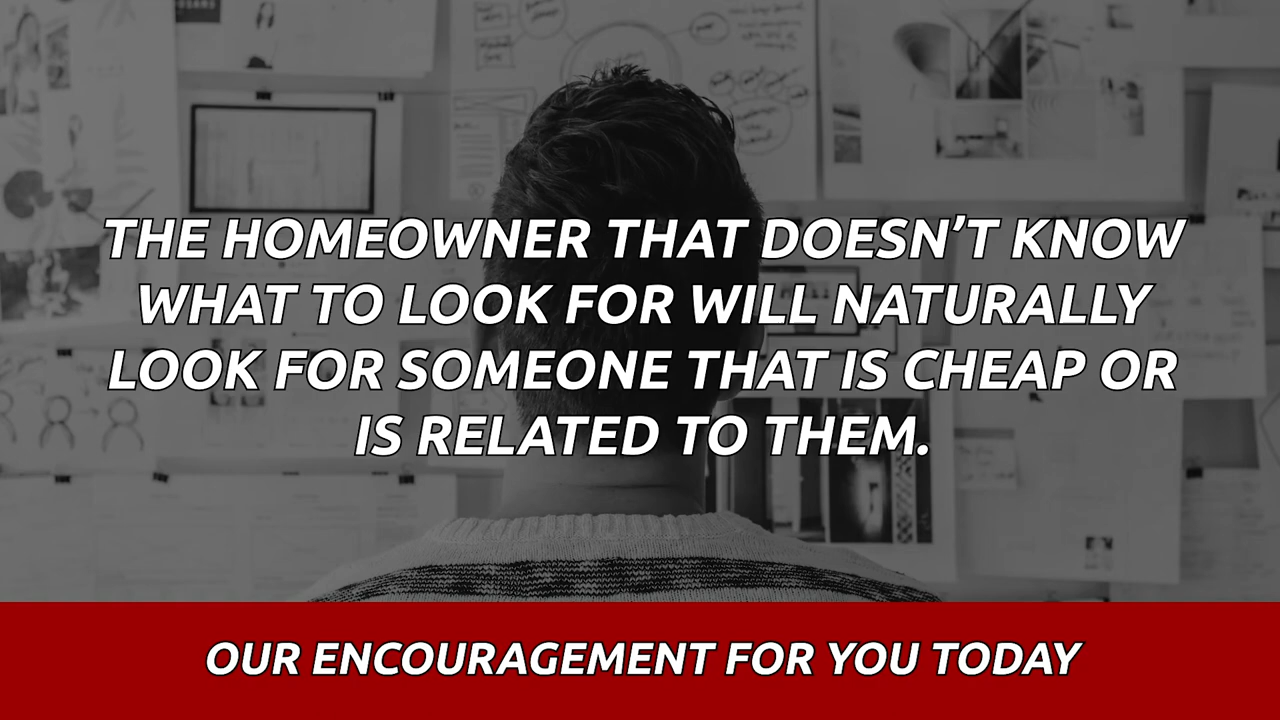 THE HOMEOWNER THAT DOESN’T KNOW
WHAT TO LOOK FOR WILL NATURALLY
LOOK FOR SOMEONE THAT IS CHEAP OR
IS RELATED TO THEM.
OUR ENCOURAGEMENT FOR YOU TODAY